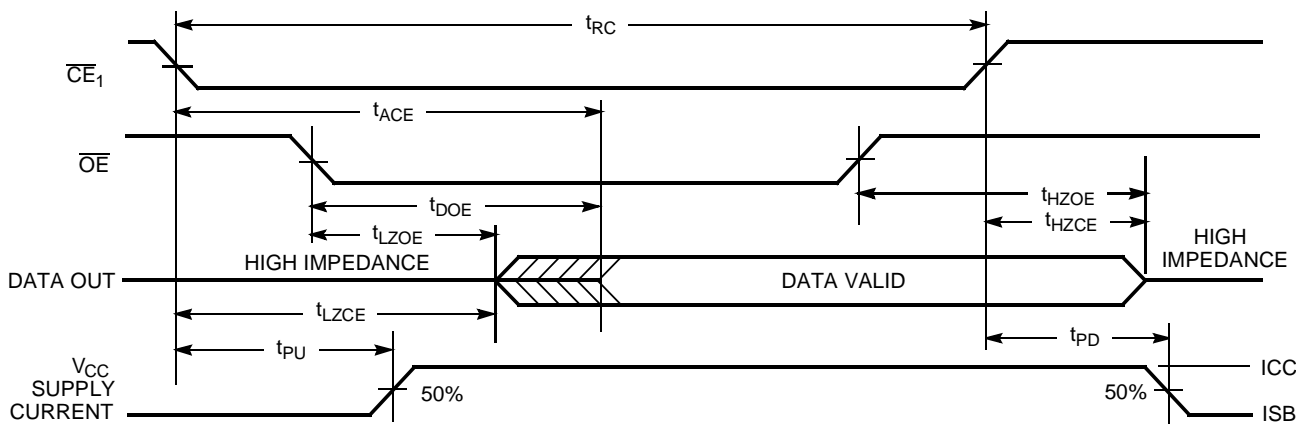 tRC
CE1
tACE
OE
tDOE
tHZOE
tLZOE
tHZCE
HIGH IMPEDANCE
HIGH
IMPEDANCE
DATA OUT
DATA VALID
tLZCE
tPU
tPD
VCC
SUPPLY
CURRENT
50%
50%
ICC
ISB